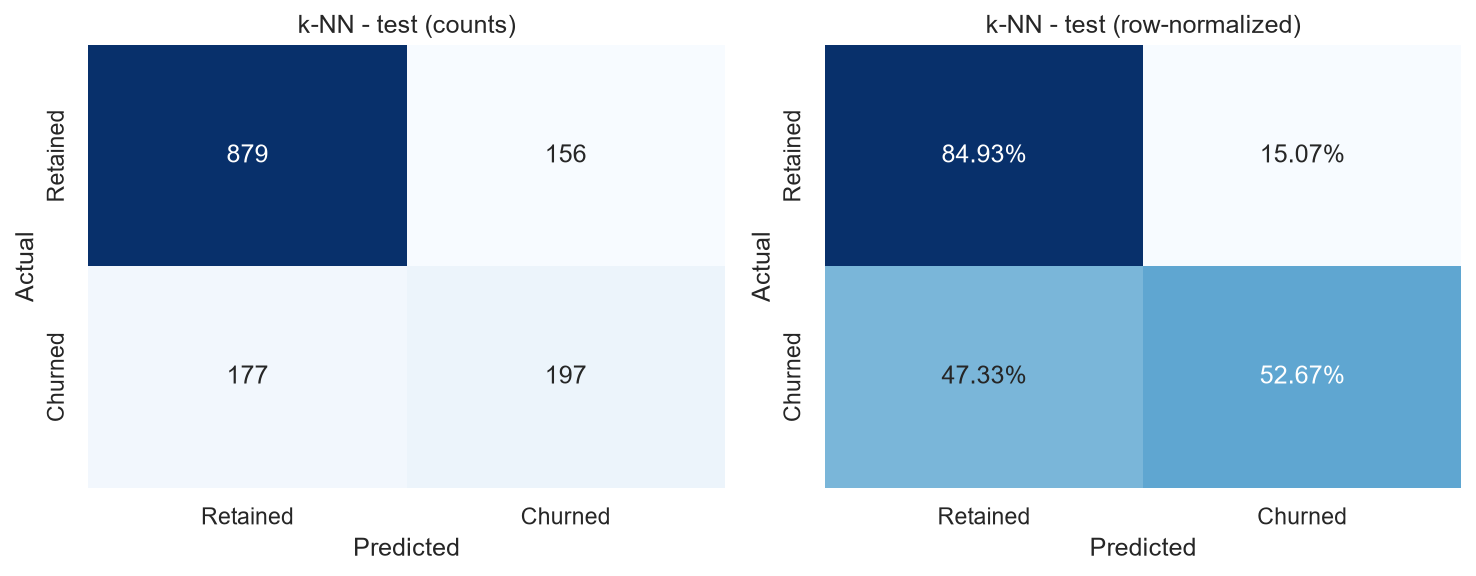 k-NN - test (counts)
Actual
Retained
879
156
Churned
177
197
Retained
Churned
Predicted
k-NN - test (row-normalized)
Actual
Retained
84.93%
15.07%
Churned
47.33%
52.67%
Retained
Churned
Predicted